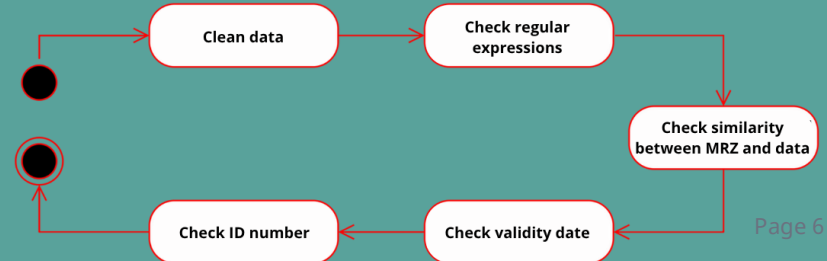 Clean data
Check regular
expressions
Check similarity
between MRZ and data
Check validity date
Check ID number
Page 6